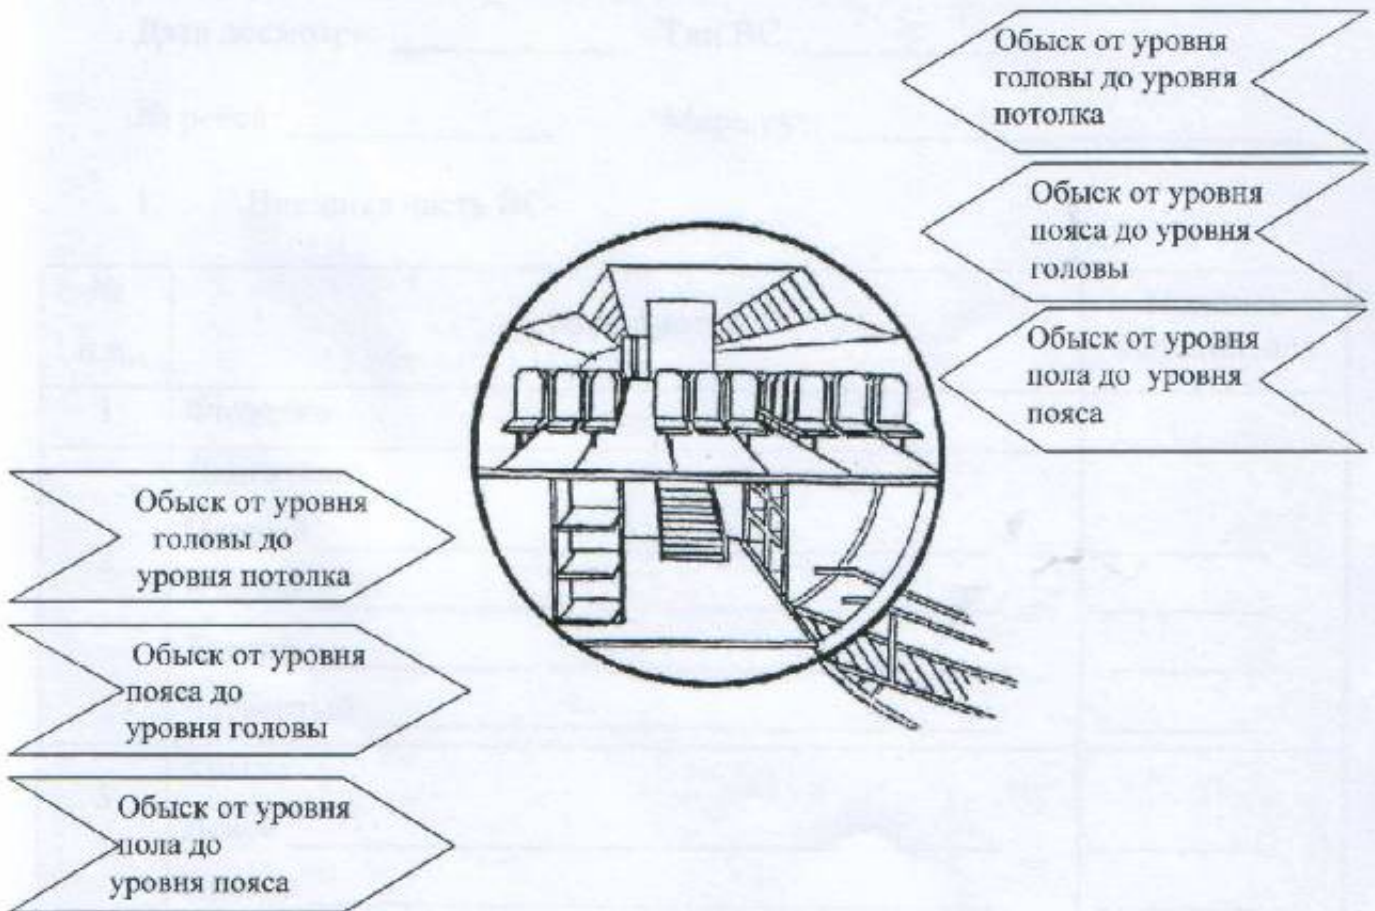 Обыск от уровня
головы до уровня
потолка
Обыск от уровня
пояса до уровня
головы
Обыск от уровня
пола до уровня
пояса
Обыск от уровня
головы до
уровня потолка
Обыск от уровня
пояса до
уровня головы
Обыск от уровня
пола до
уровня пояса